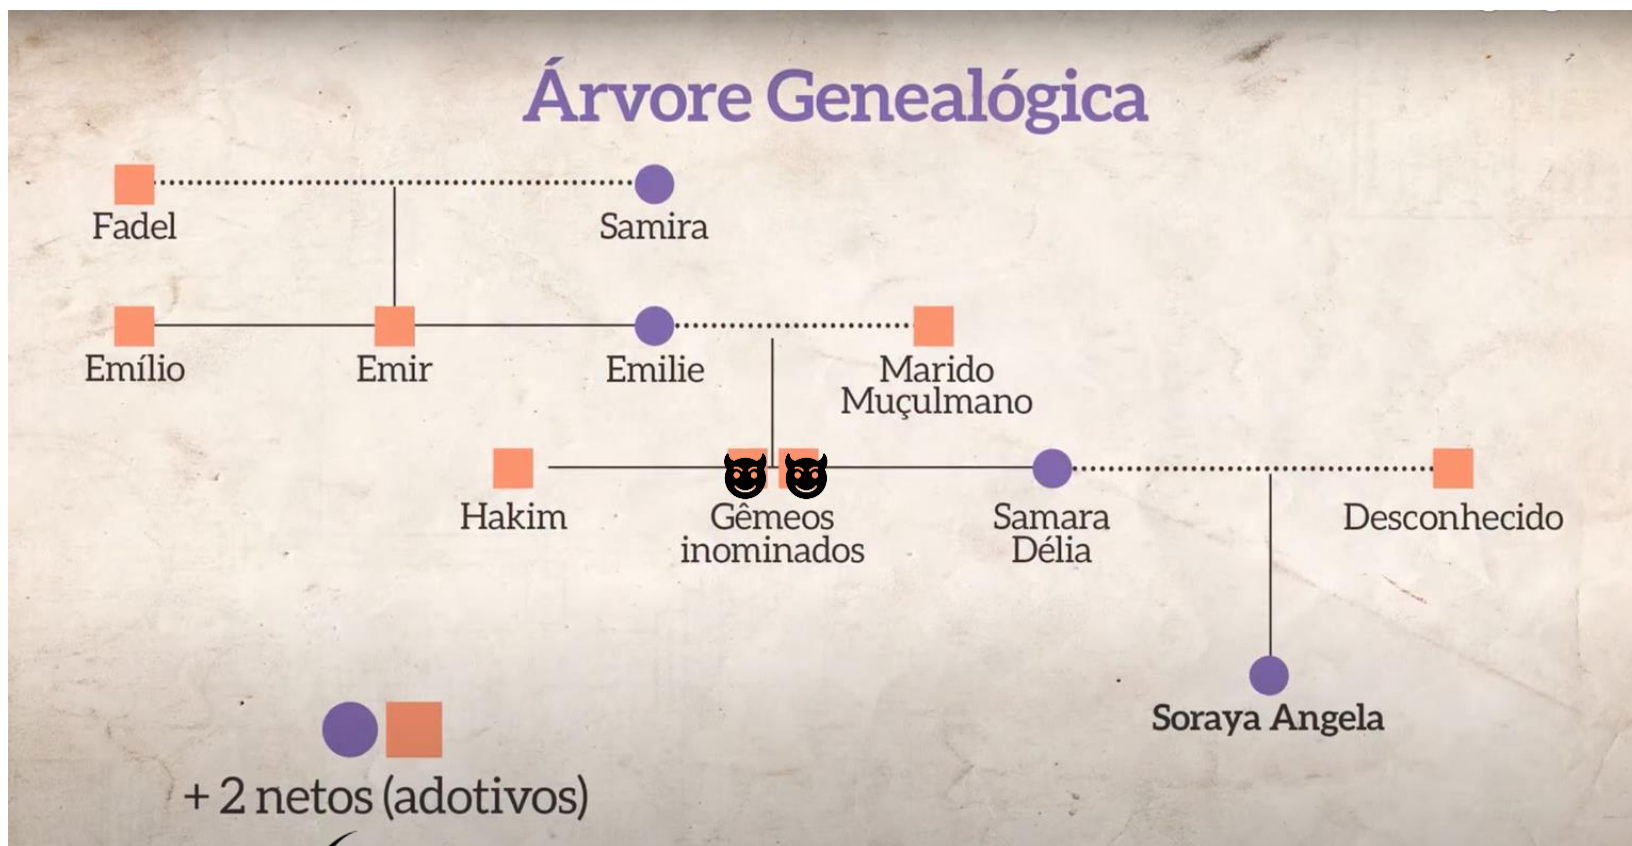 Árvore Genealógica
Fadel
Samira
Emílio
Emir
Emilie
Marido
Muçulmano
Hakim
Gêmeos
inominados
Samara
Délia
Desconhecido
Soraya Angela
+ 2 netos (adotivos)